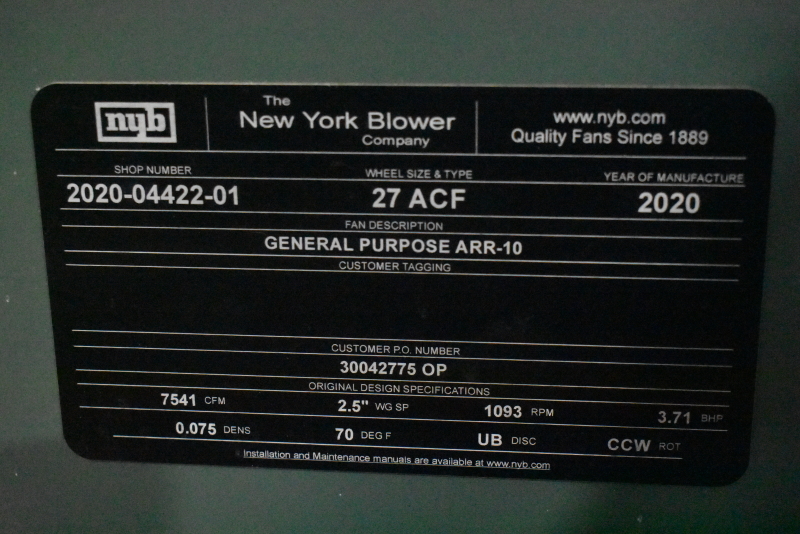 nyb
The
New York Blower
Company
www.nyb.com
Quality Fans Since 1889
SHOP NUMBER WHEEL SIZE & TYPE YEAR OF MANUFACTURE
2020-04422-01 27 ACF 2020
FAN DESCRIPTION
GENERAL PURPOSE ARR-10
CUSTOMER TAGGING
CUSTOMER P.O. NUMBER
30042775 OP
ORIGINAL DESIGN SPECIFICATIONS
7541 CFM 2.5" WG SP 1093 RPM 3.71 BHP
0.075 DENS 70 DEG F UB DISC CCW ROT
Installation and Maintenance manuals are available at www.nyb.com